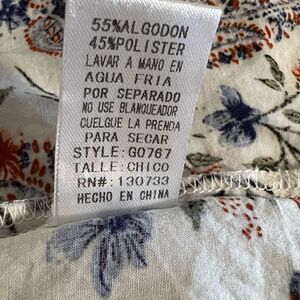 55%ALGODON
45%POLISTER
LAVAR A MANO EN
AGUA FRIA
POR SEPARADO
NO USE BLANQUEADOR
CUELGUE LA PRENDA
PARA SECAR
STYLE:G0767
TALLE:CHICO
RN#:130733
HECHO EN CHINA